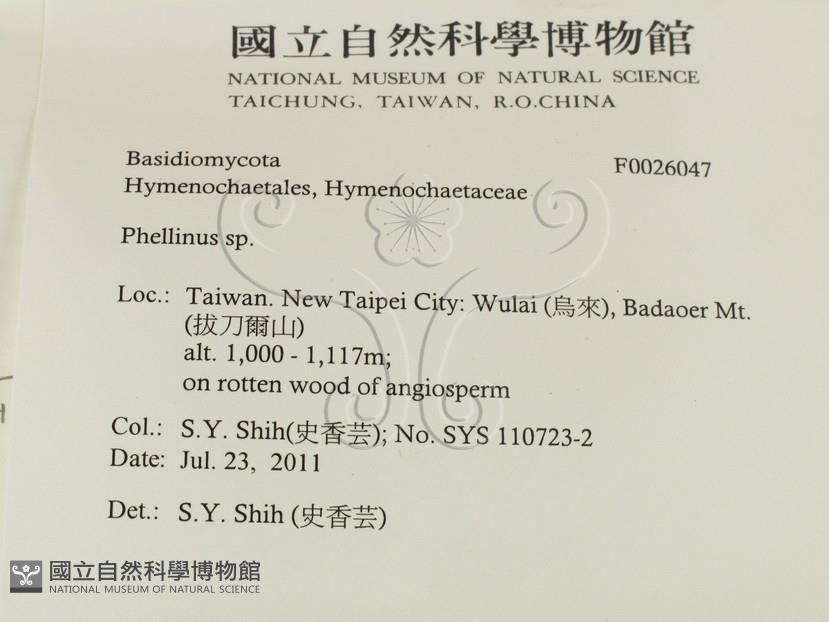 國立自然科學博物館
NATIONAL MUSEUM OF NATURAL SCIENCE
TAICHUNG, TAIWAN, R.O.CHINA
Basidiomycota F0026047
Hymenochaetales, Hymenochaetaceae
Phellinus sp.
Loc.: Taiwan. New Taipei City: Wulai (烏來), Badaoer Mt.
(拔刀爾山)
alt. 1,000 - 1,117m;
on rotten wood of angiosperm
Col.: S.Y. Shih(史香芸); No. SYS 110723-2
Date: Jul. 23, 2011
Det.: S.Y. Shih (史香芸)
國立自然科學博物館
NATIONAL MUSEUM OF NATURAL SCIENCE